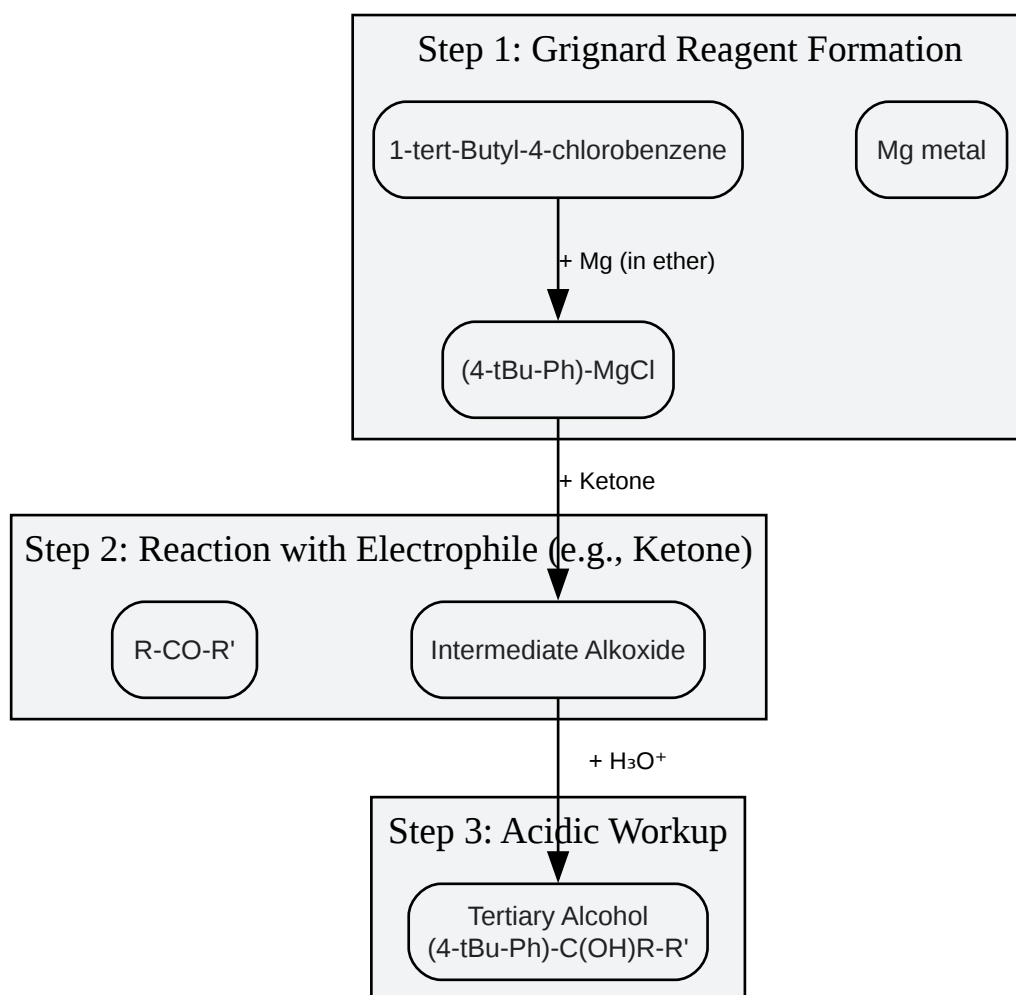 Step 1: Grignard Reagent Formation
1-tert-Butyl-4-chlorobenzene
Mg metal
+ Mg (in ether)
(4-tBu-Ph)-MgCl
+ Ketone
Step 2: Reaction with Electrophile (e.g., Ketone)
R-CO-R'
Intermediate Alkoxide
+ H₃O⁺
Step 3: Acidic Workup
Tertiary Alcohol
(4-tBu-Ph)-C(OH)R-R'